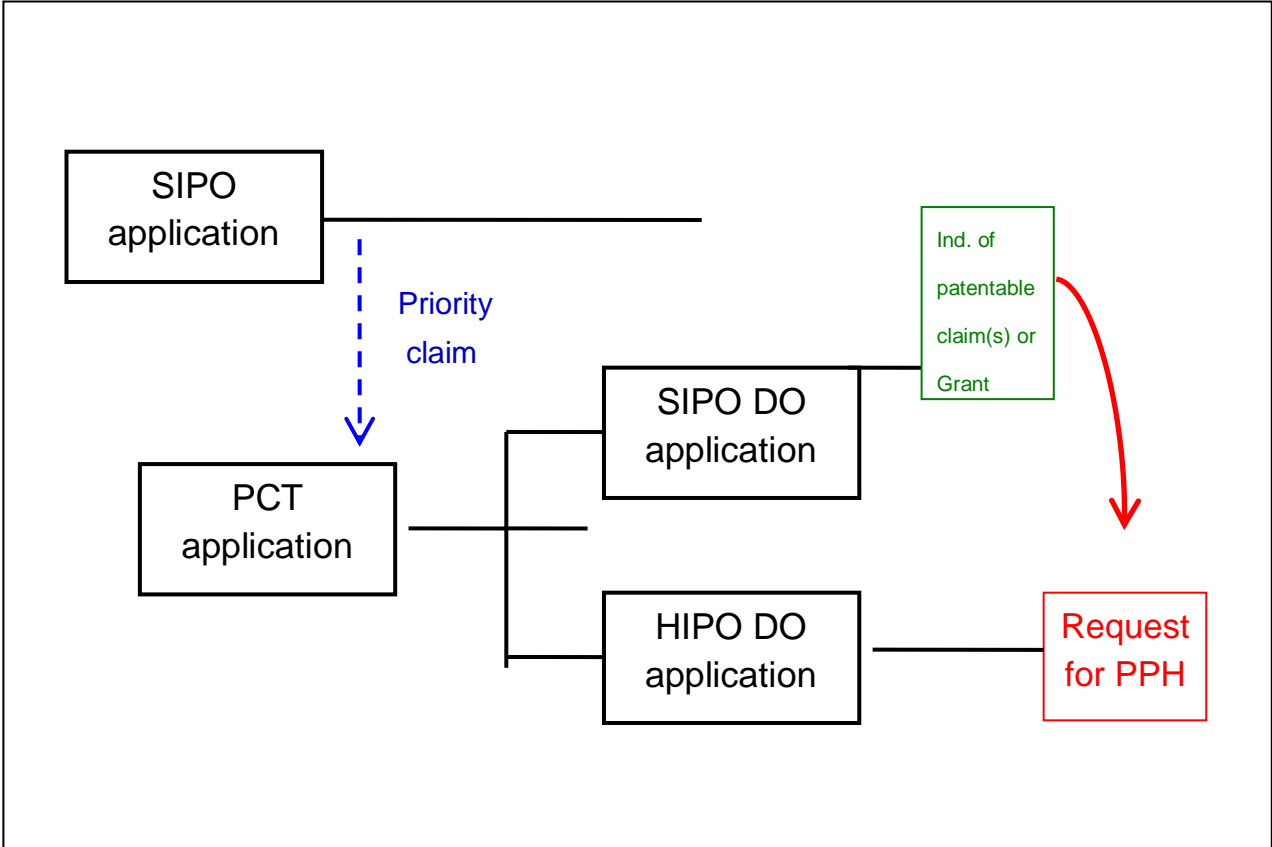 SIPO
application
Priority
claim
Ind. of
patentable
claim(s) or
Grant
SIPO DO
application
PCT
application
HIPO DO
application
Request
for PPH